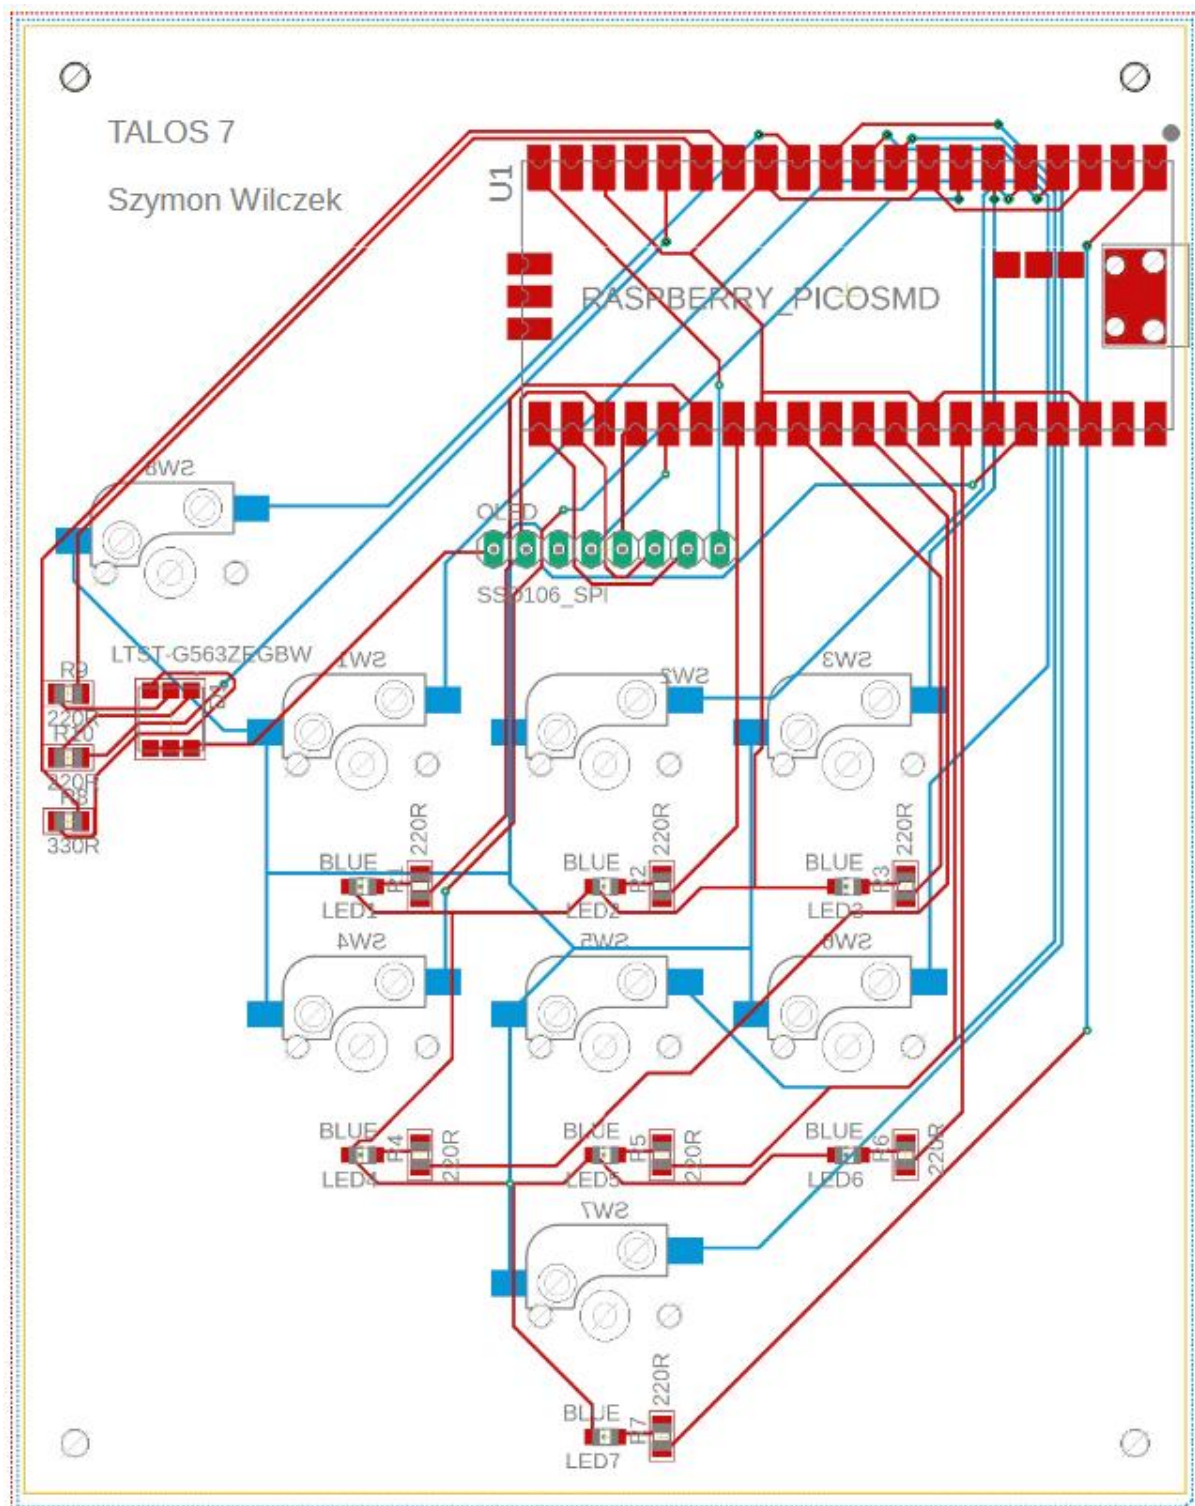 TALOS 7
Szymon Wilczek
U1
RASPBERRY_PICOSMD
SW8
OLED
SSD106_SPI
LTST-G563ZEGBW
R9
220R
R10
220R
R8
330R
SW1
SW2
SW3
220R
220R
220R
BLUE
R1
LED1
BLUE
R2
LED2
BLUE
R3
LED3
SW4
SW5
SW6
BLUE
R4
220R
LED4
BLUE
R5
220R
LED5
BLUE
R6
220R
LED6
SW7
220R
BLUE
R7
LED7